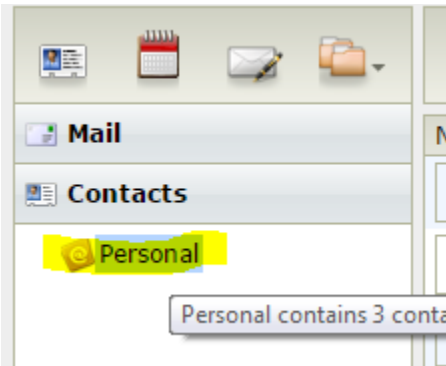 Mail
N
Contacts
Personal
Personal contains 3 conta